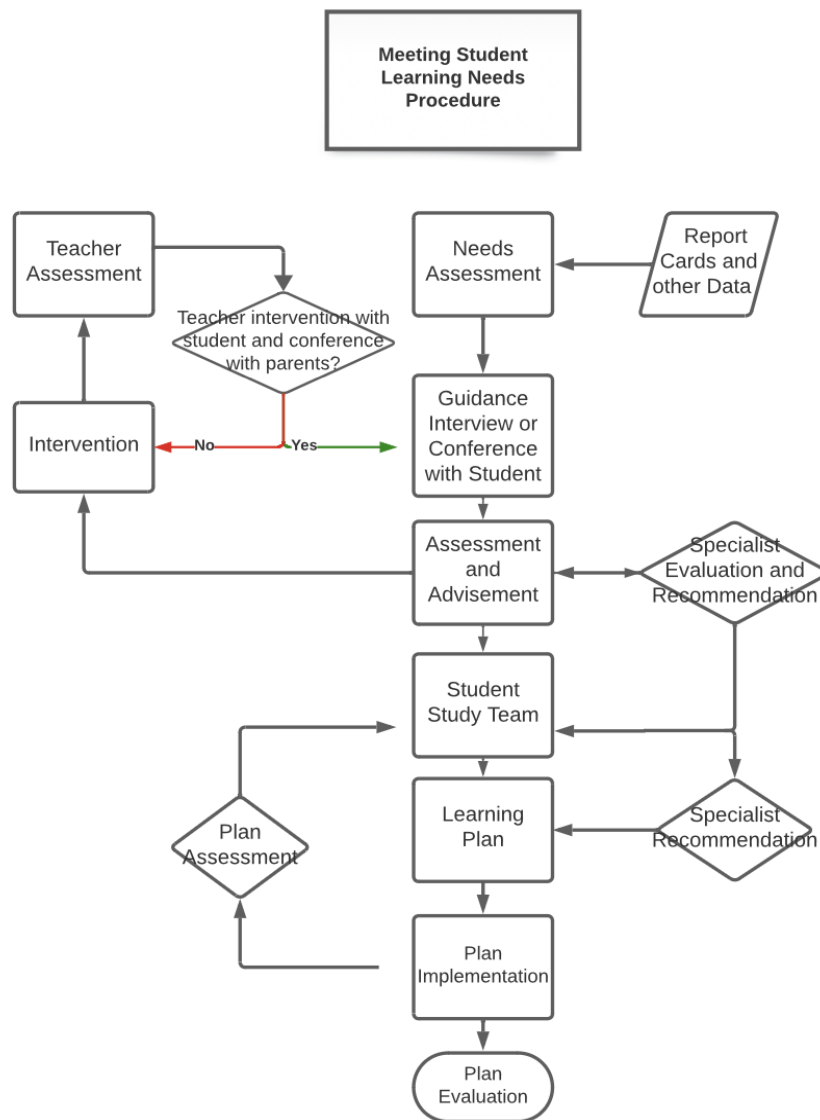 Meeting Student
Learning Needs
Procedure
Teacher
Assessment
Needs
Assessment
Report
Cards and
other Data
Teacher intervention with
student and conference
with parents?
Guidance
Interview or
Conference
with Student
Intervention
No
Yes
Assessment
and
Advisement
Specialist
Evaluation and
Recommendation
Student
Study Team
Plan
Assessment
Learning
Plan
Specialist
Recommendation
Plan
Implementation
Plan
Evaluation